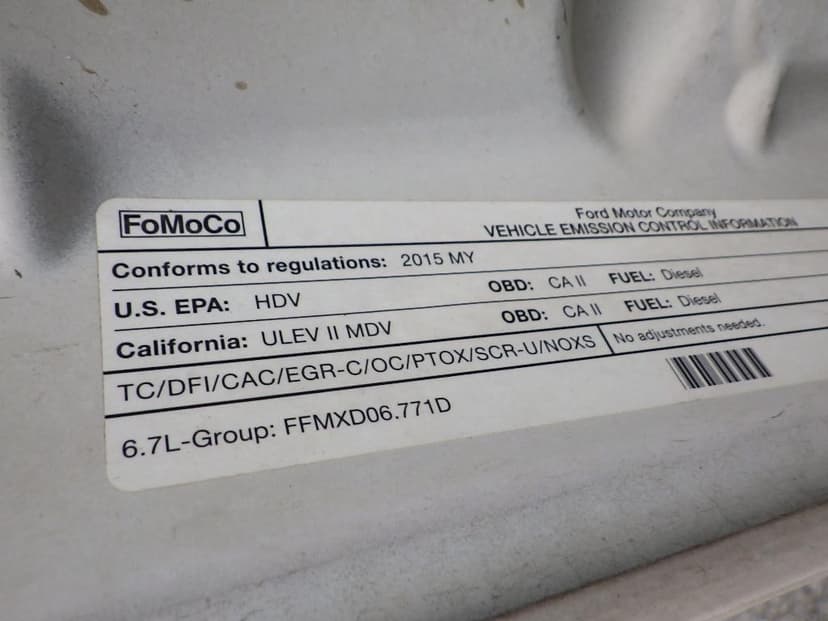 FoMoCo
Ford Motor Company
VEHICLE EMISSION CONTROL INFORMATION
Conforms to regulations: 2015 MY
U.S. EPA: HDV OBD: CA II FUEL: Diesel
California: ULEV II MDV OBD: CA II FUEL: Diesel
TC/DFI/CAC/EGR-C/OC/PTOX/SCR-U/NOXS No adjustments needed.
6.7L-Group: FFMXD06.771D